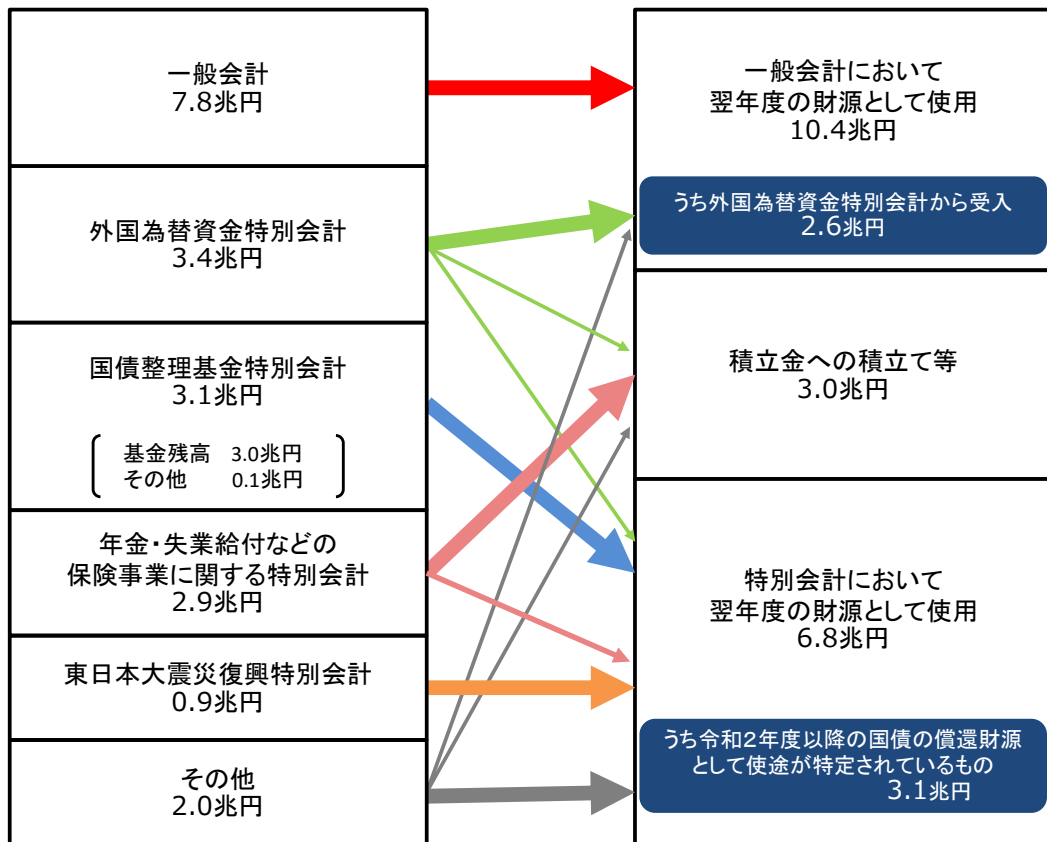 一般会計
7.8兆円
外国為替資金特別会計
3.4兆円
国債整理基金特別会計
3.1兆円
基金残高 3.0兆円
その他 0.1兆円
年金・失業給付などの
保険事業に関する特別会計
2.9兆円
東日本大震災復興特別会計
0.9兆円
その他
2.0兆円
一般会計において
翌年度の財源として使用
10.4兆円
うち外国為替資金特別会計から受入
2.6兆円
積立金への積立て等
3.0兆円
特別会計において
翌年度の財源として使用
6.8兆円
うち令和2年度以降の国債の償還財源
として使途が特定されているもの
3.1兆円